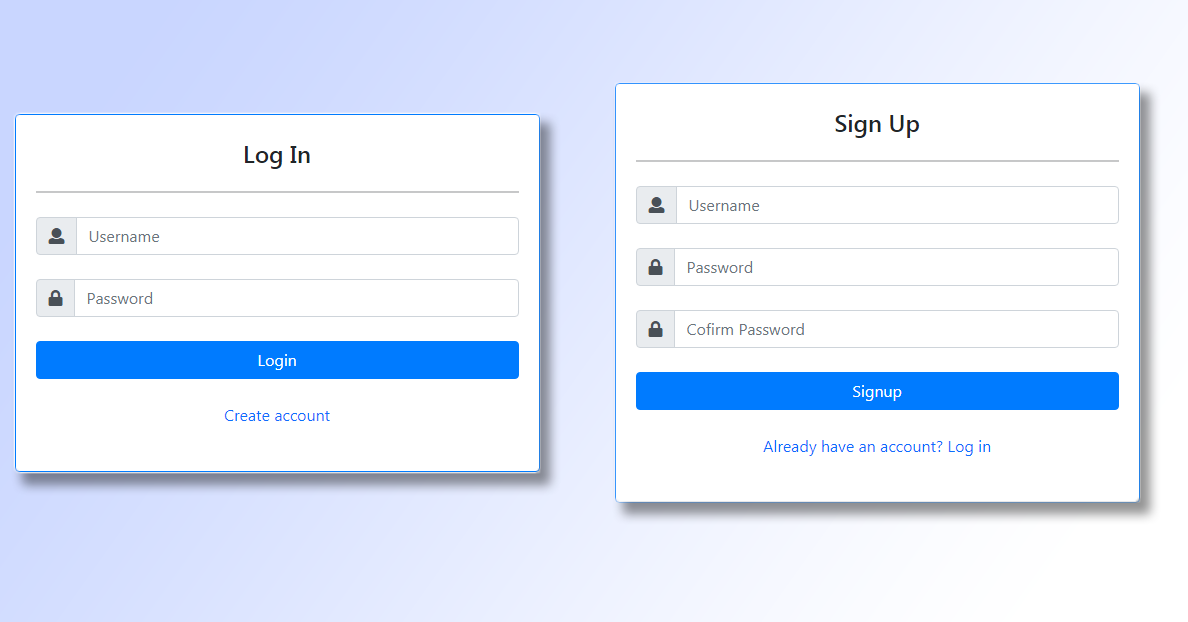 Log In
Username
Password
Login
Create account
Sign Up
Username
Password
Cofirm Password
Signup
Already have an account? Log in